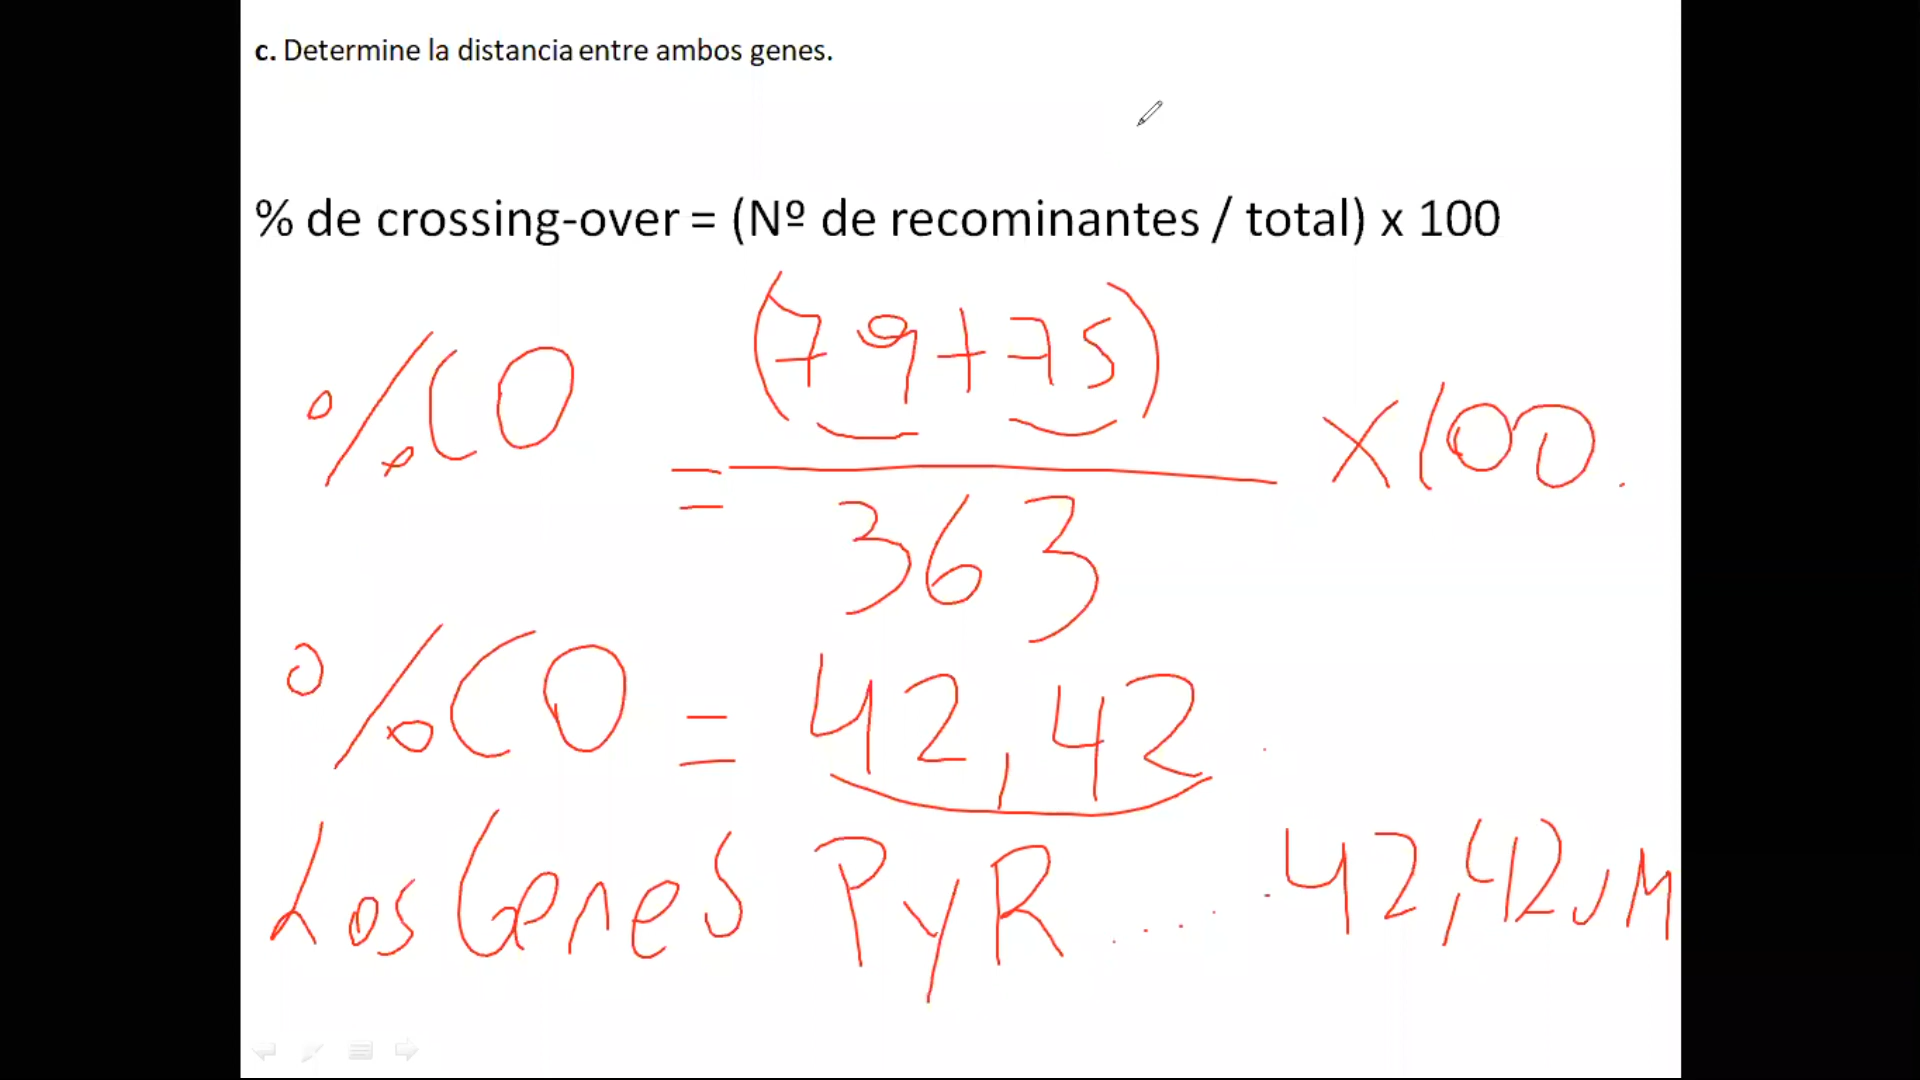 c. Determine la distancia entre ambos genes.
% de crossing-over = (Nº de recominantes / total) x 100
%CO = (79+75) / 363 x100.
%CO = 42,42
Los Genes P y R ... 42,42 UM